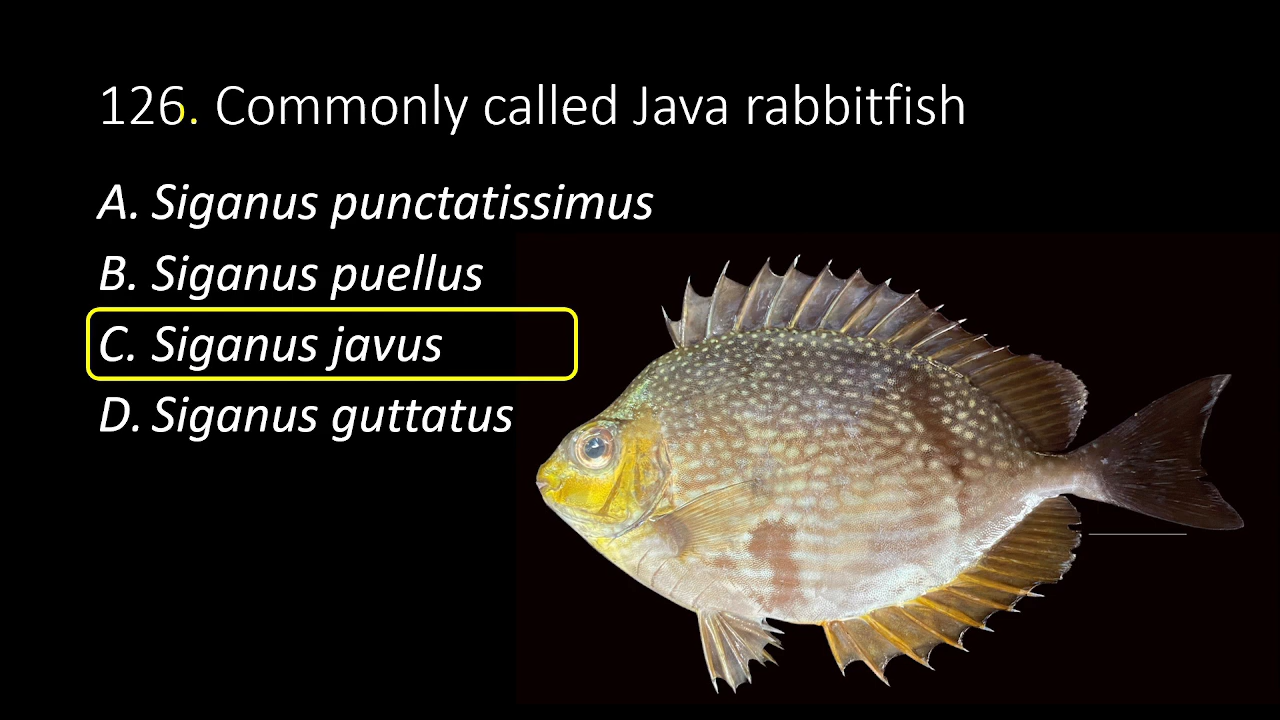 126. Commonly called Java rabbitfish
A. Siganus punctatissimus
B. Siganus puellus
C. Siganus javus
D. Siganus guttatus